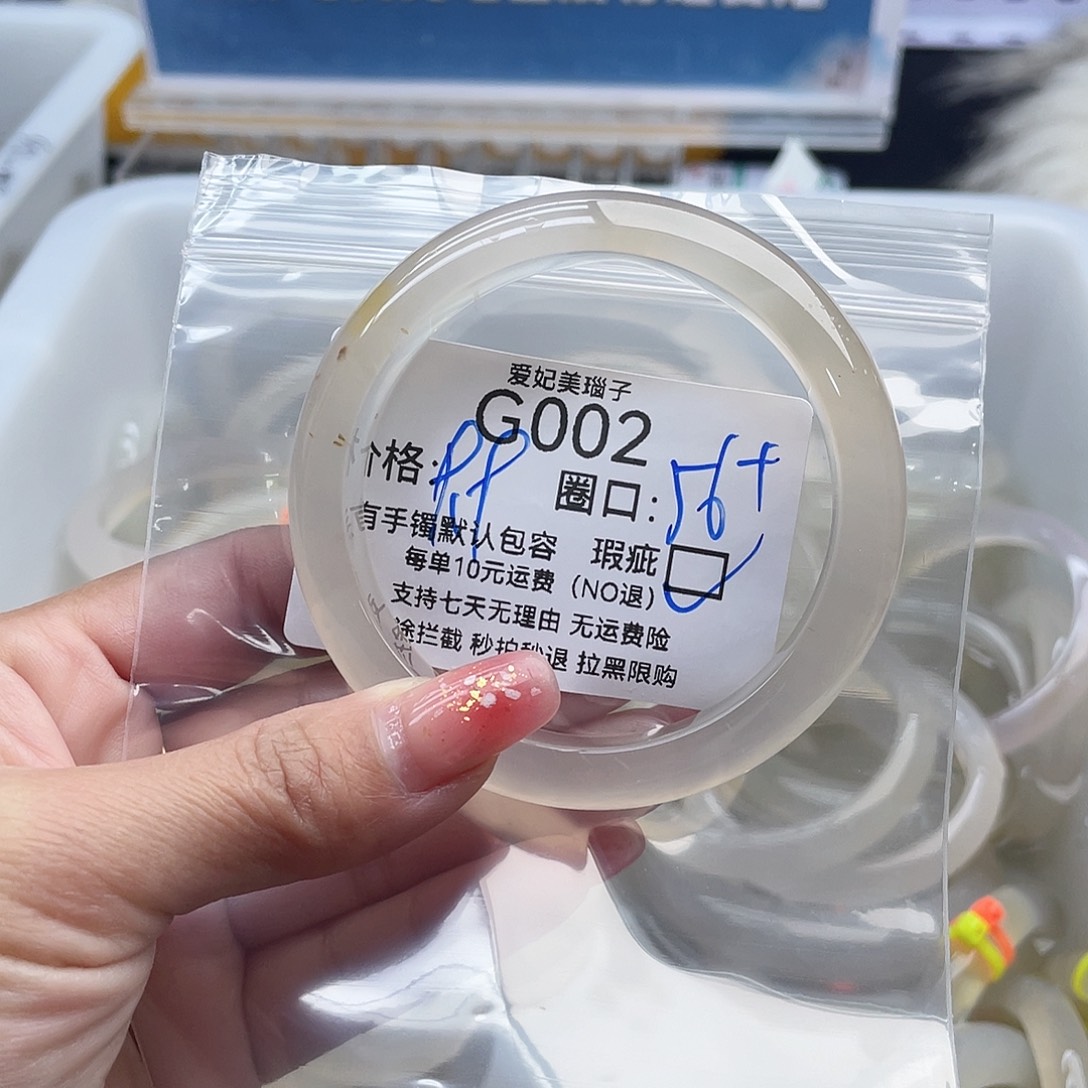 爱妃美瑙子
G002
价格: 圈口: 56+
有手镯默认包容 瑕疵
每单10元运费 (NO退)
支持七天无理由 无运费险
途拦截 秒拍秒退 拉黑限购